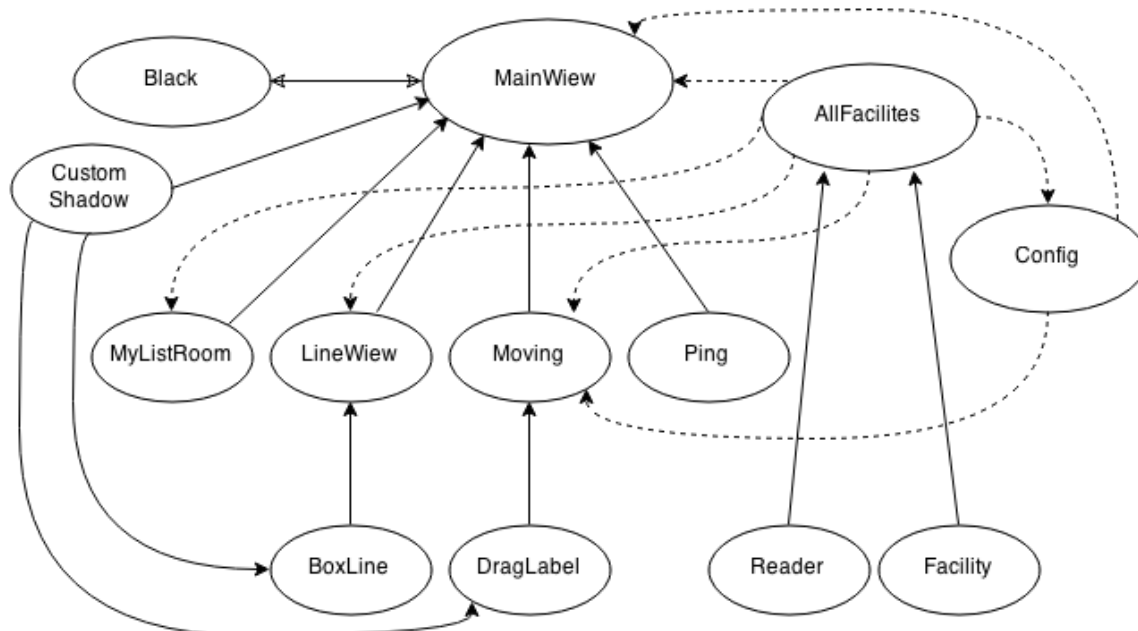 Black
MainWiew
AllFacilites
Custom
Shadow
Config
MyListRoom
LineWiew
Moving
Ping
BoxLine
DragLabel
Reader
Facility